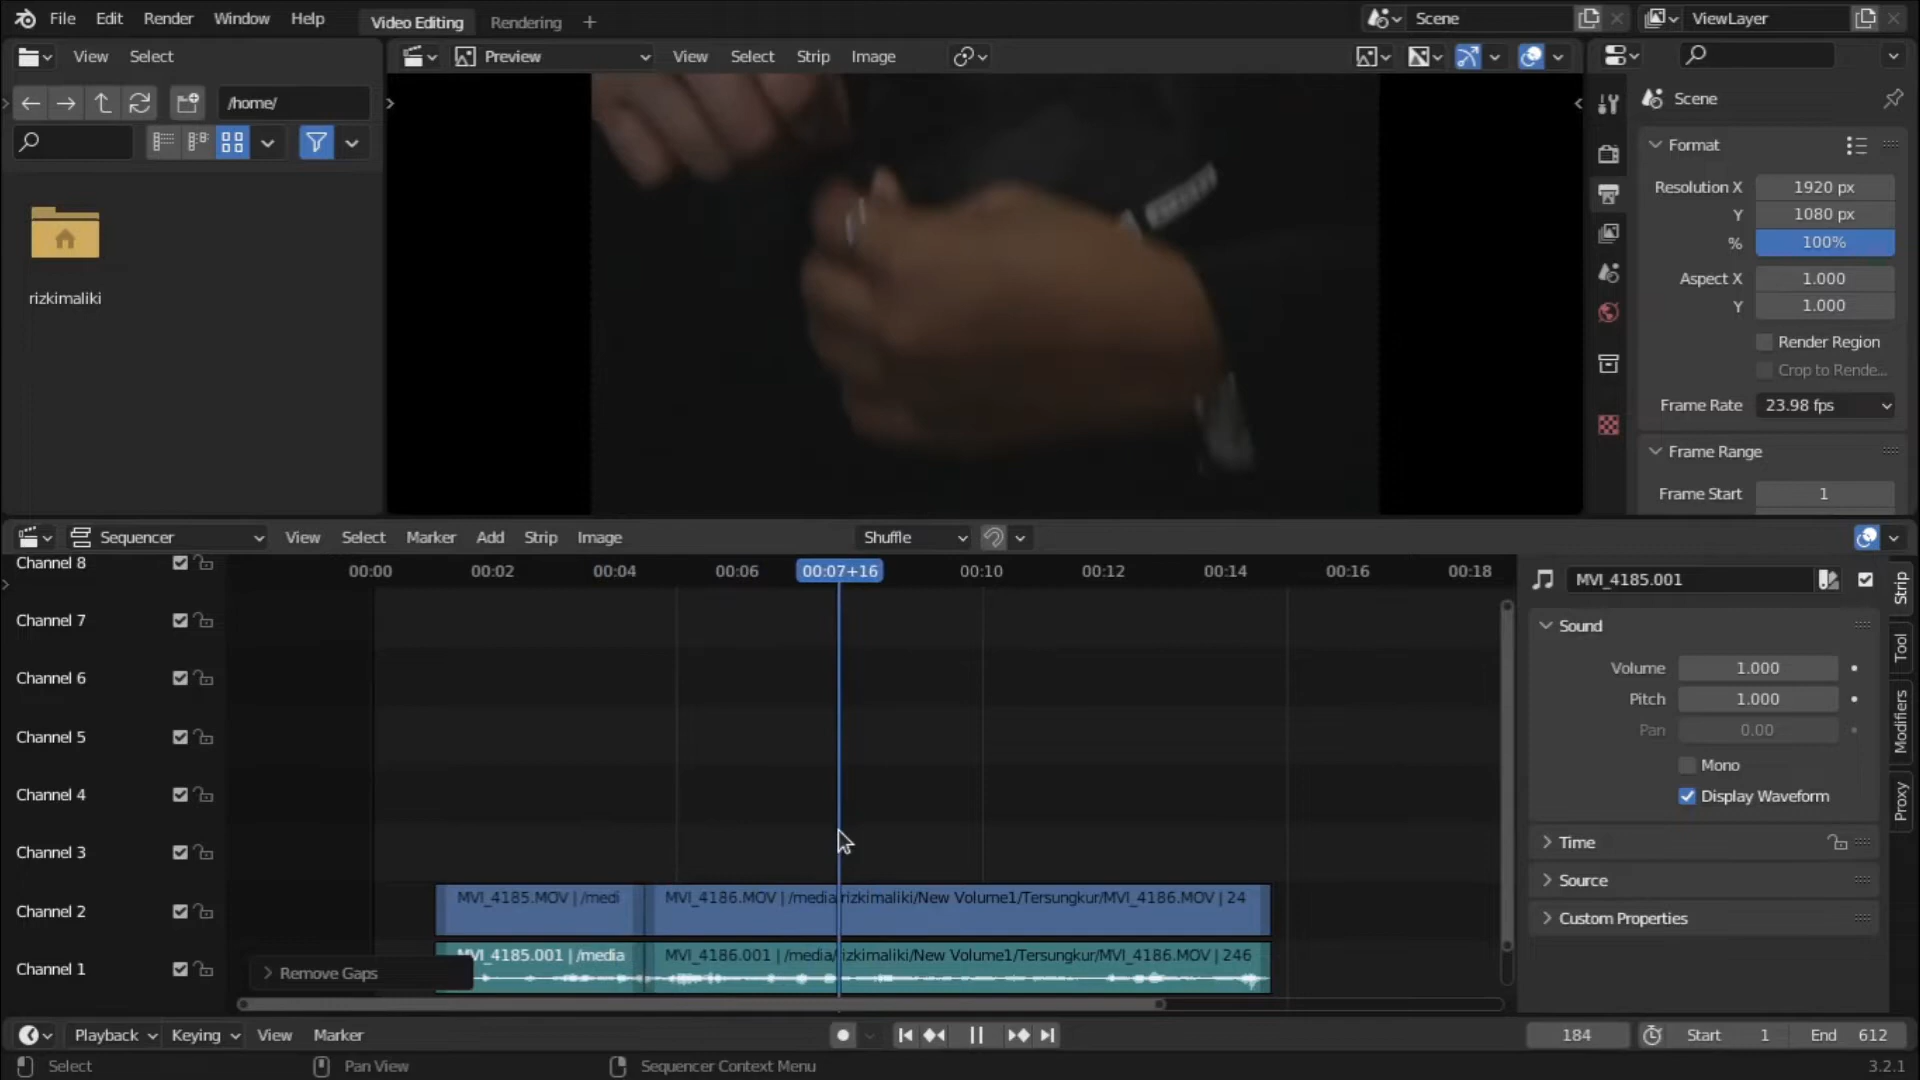 File Edit Render Window Help Video Editing Rendering + Scene ViewLayer
View Select Preview View Select Strip Image
/home/
Scene
Format
Resolution X 1920 px
Y 1080 px
% 100%
Aspect X 1.000
Y 1.000
Render Region
Crop to Rende...
Frame Rate 23.98 fps
Frame Range
Frame Start 1
rizkimaliki
Sequencer View Select Marker Add Strip Image Shuffle
00:00 00:02 00:04 00:06 00:07+16 00:10 00:12 00:14 00:16 00:18
Channel 8
Channel 7
Channel 6
Channel 5
Channel 4
Channel 3
Channel 2
Channel 1
MVI_4185.MOV | /medi MVI_4186.MOV | /media/rizkimaliki/New Volume1/Tersungkur/MVI_4186.MOV | 24
MVI_4185.001 | /media MVI_4186.001 | /media/rizkimaliki/New Volume1/Tersungkur/MVI_4186.MOV | 246
Remove Gaps
MVI_4185.001
Sound
Volume 1.000
Pitch 1.000
Pan 0.00
Mono
Display Waveform
Time
Source
Custom Properties
Strip
Tool
Modifiers
Proxy
Playback Keying View Marker 184 Start 1 End 612
Select Pan View Sequencer Context Menu 3.2.1